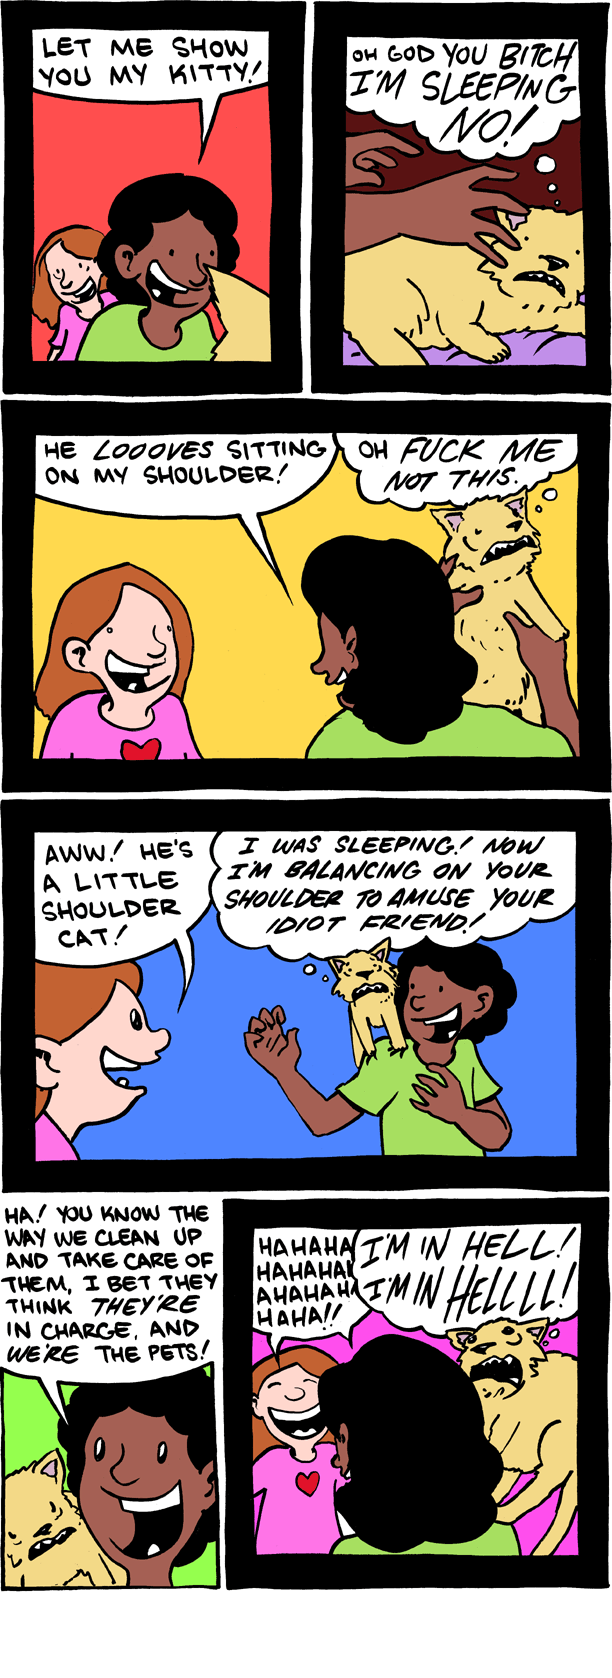 LET ME SHOW
YOU MY KITTY!
OH GOD YOU BITCH
I'M SLEEPING
NO!
HE LOOOVES SITTING
ON MY SHOULDER!
OH FUCK ME
NOT THIS.
AWW! HE'S
A LITTLE
SHOULDER
CAT!
I WAS SLEEPING! NOW
I'M BALANCING ON YOUR
SHOULDER TO AMUSE YOUR
IDIOT FRIEND!
HA! YOU KNOW THE
WAY WE CLEAN UP
AND TAKE CARE OF
THEM, I BET THEY
THINK THEY'RE
IN CHARGE, AND
WE'RE THE PETS!
HAHAHA
HAHAHA
AHAHAH
HAHA!!
I'M IN HELL!
I'M IN HELLLL!